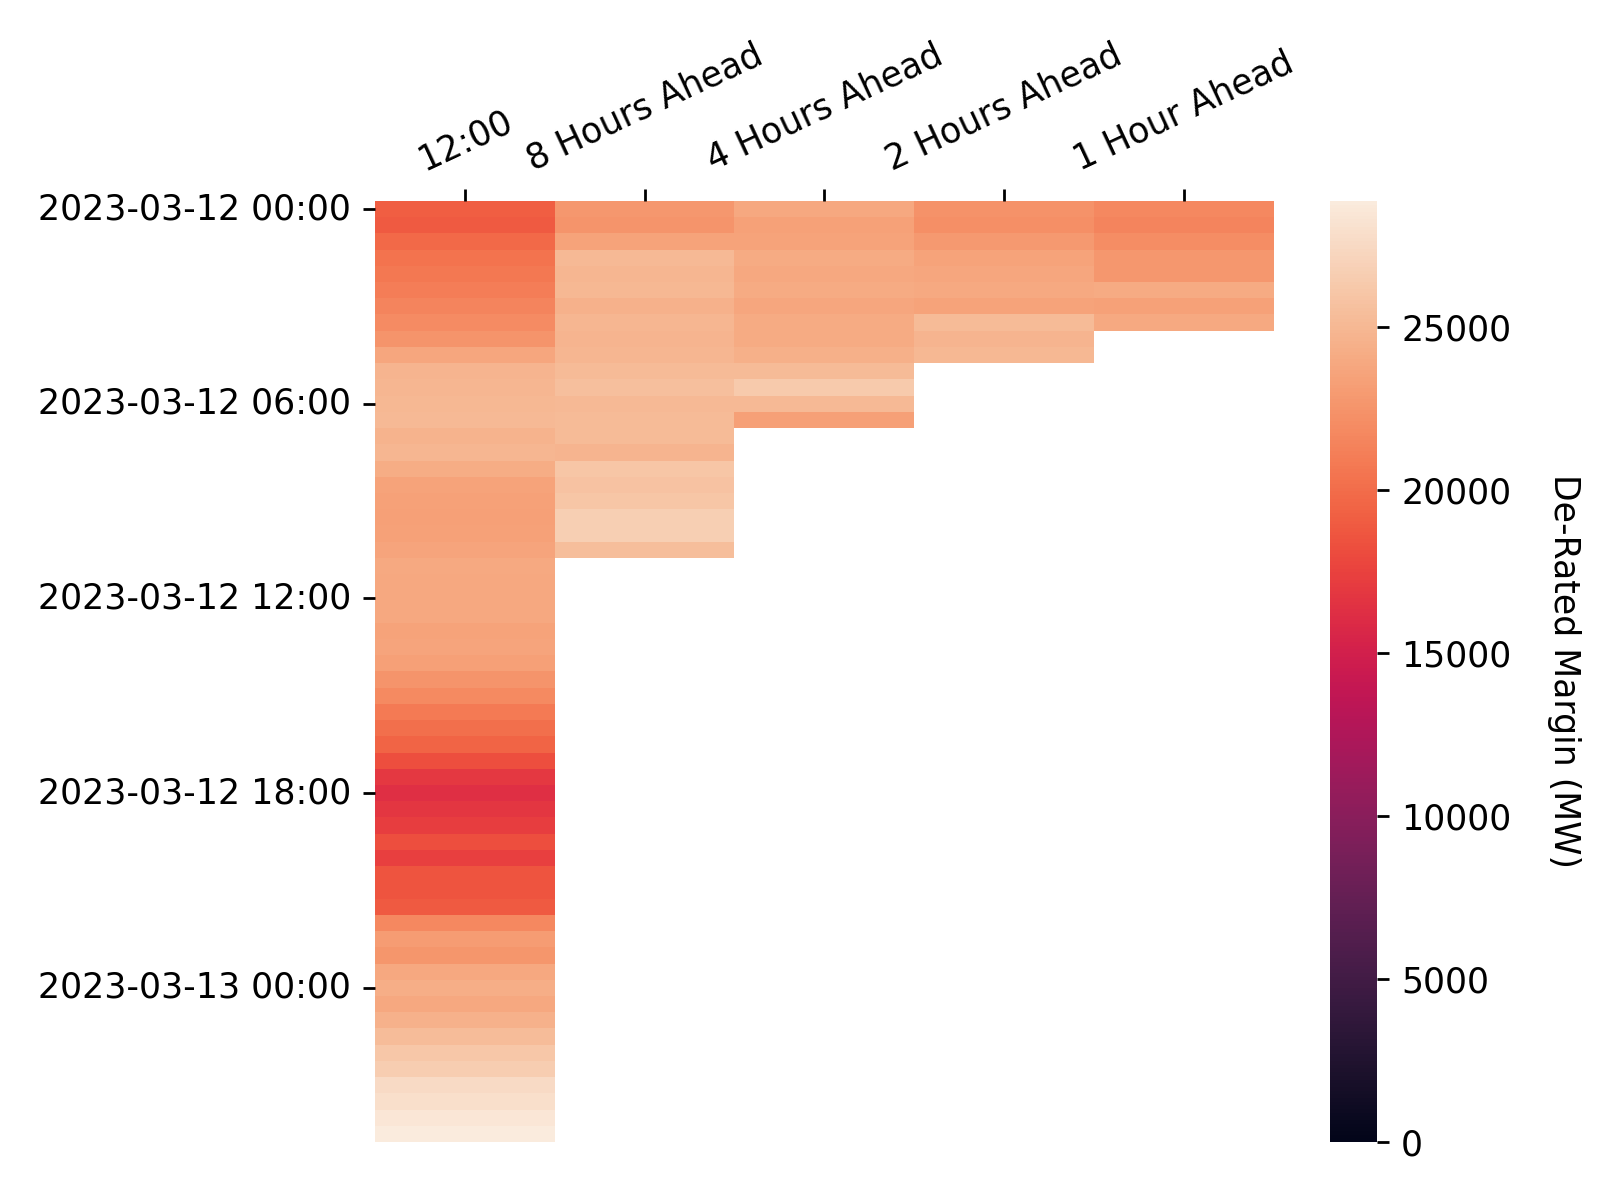 12:00
8 Hours Ahead
4 Hours Ahead
2 Hours Ahead
1 Hour Ahead
2023-03-12 00:00
2023-03-12 06:00
2023-03-12 12:00
2023-03-12 18:00
2023-03-13 00:00
25000
20000
15000
10000
5000
0
De-Rated Margin (MW)